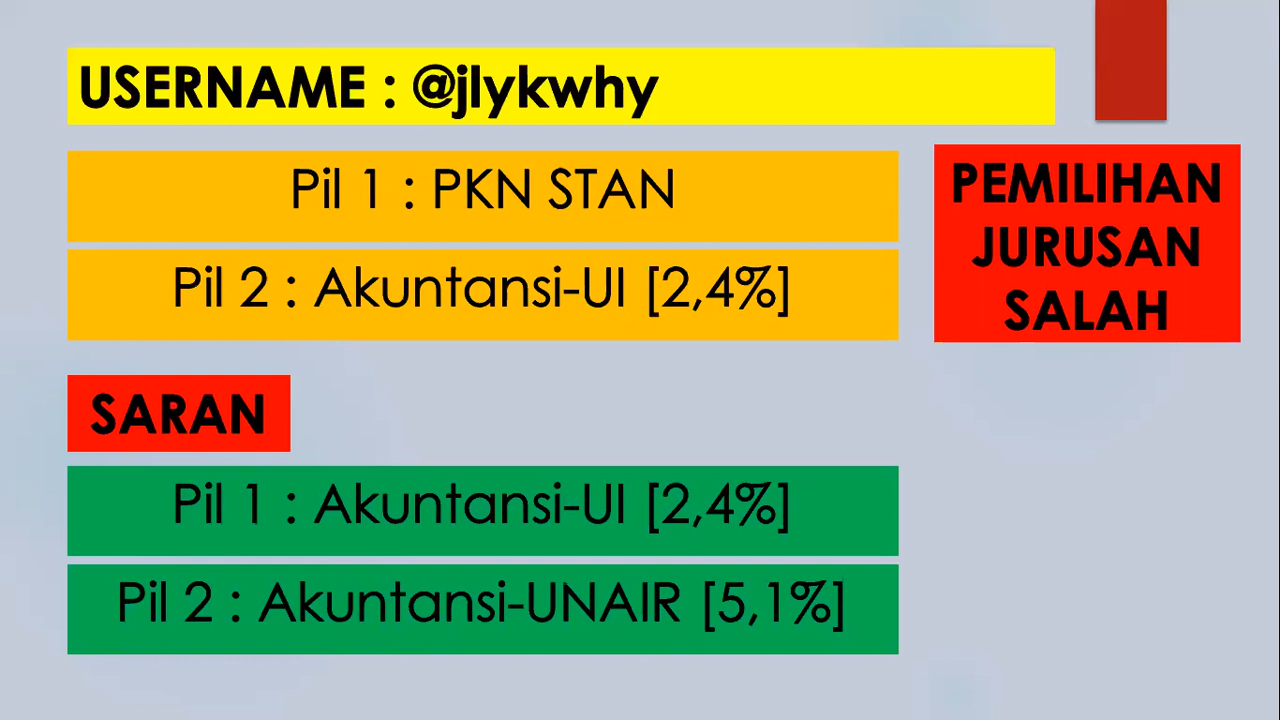 USERNAME : @jlykwhy
Pil 1 : PKN STAN
Pil 2 : Akuntansi-UI [2,4%]
PEMILIHAN
JURUSAN
SALAH
SARAN
Pil 1 : Akuntansi-UI [2,4%]
Pil 2 : Akuntansi-UNAIR [5,1%]